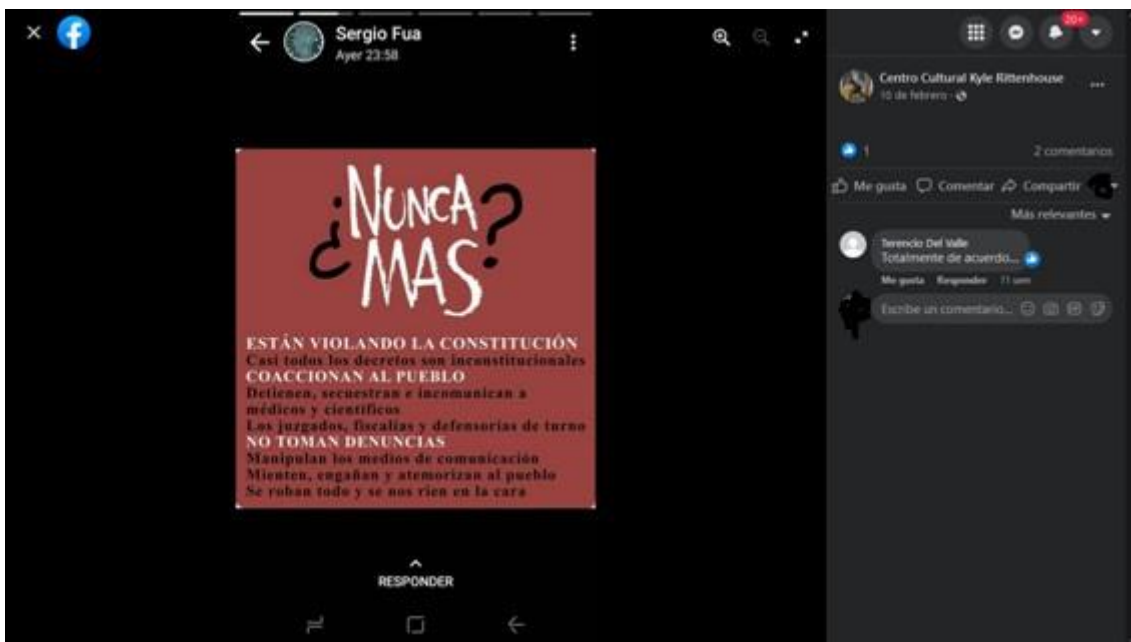 Sergio Fua
Ayer 23:58
¿NUNCA
MAS?
ESTÁN VIOLANDO LA CONSTITUCIÓN
Casi todos los decretos son inconstitucionales
COACCIONAN AL PUEBLO
Detienen, secuestran e incomunican a
médicos y científicos
Los juzgados, fiscalías y defensorías de turno
NO TOMAN DENUNCIAS
Manipulan los medios de comunicación
Mienten, engañan y atemorizan al pueblo
Se roban todo y se nos rien en la cara
RESPONDER
20+
Centro Cultural Kyle Rittenhouse
10 de febrero
1
2 comentarios
Me gusta Comentar Compartir
Más relevantes
Terencio Del Valle
Totalmente de acuerdo...
Me gusta Responder 11 sem
Escribe un comentario...